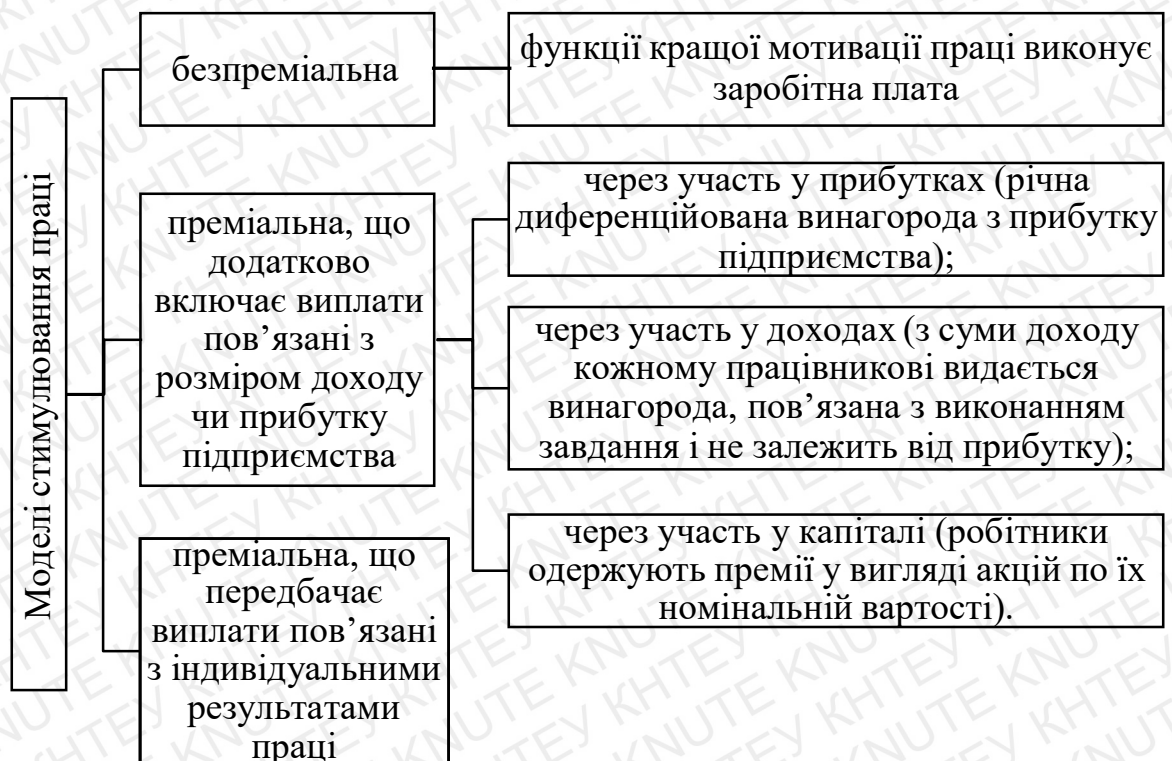 Моделі стимулювання праці
безпреміальна
функції кращої мотивації праці виконує
заробітна плата
преміальна, що
додатково
включає виплати
пов’язані з
розміром доходу
чи прибутку
підприємства
через участь у прибутках (річна
диференційована винагорода з прибутку
підприємства);
через участь у доходах (з суми доходу
кожному працівникові видається
винагорода, пов’язана з виконанням
завдання і не залежить від прибутку);
через участь у капіталі (робітники
одержують премії у вигляді акцій по їх
номінальній вартості).
преміальна, що
передбачає
виплати пов’язані
з індивідуальними
результатами
праці